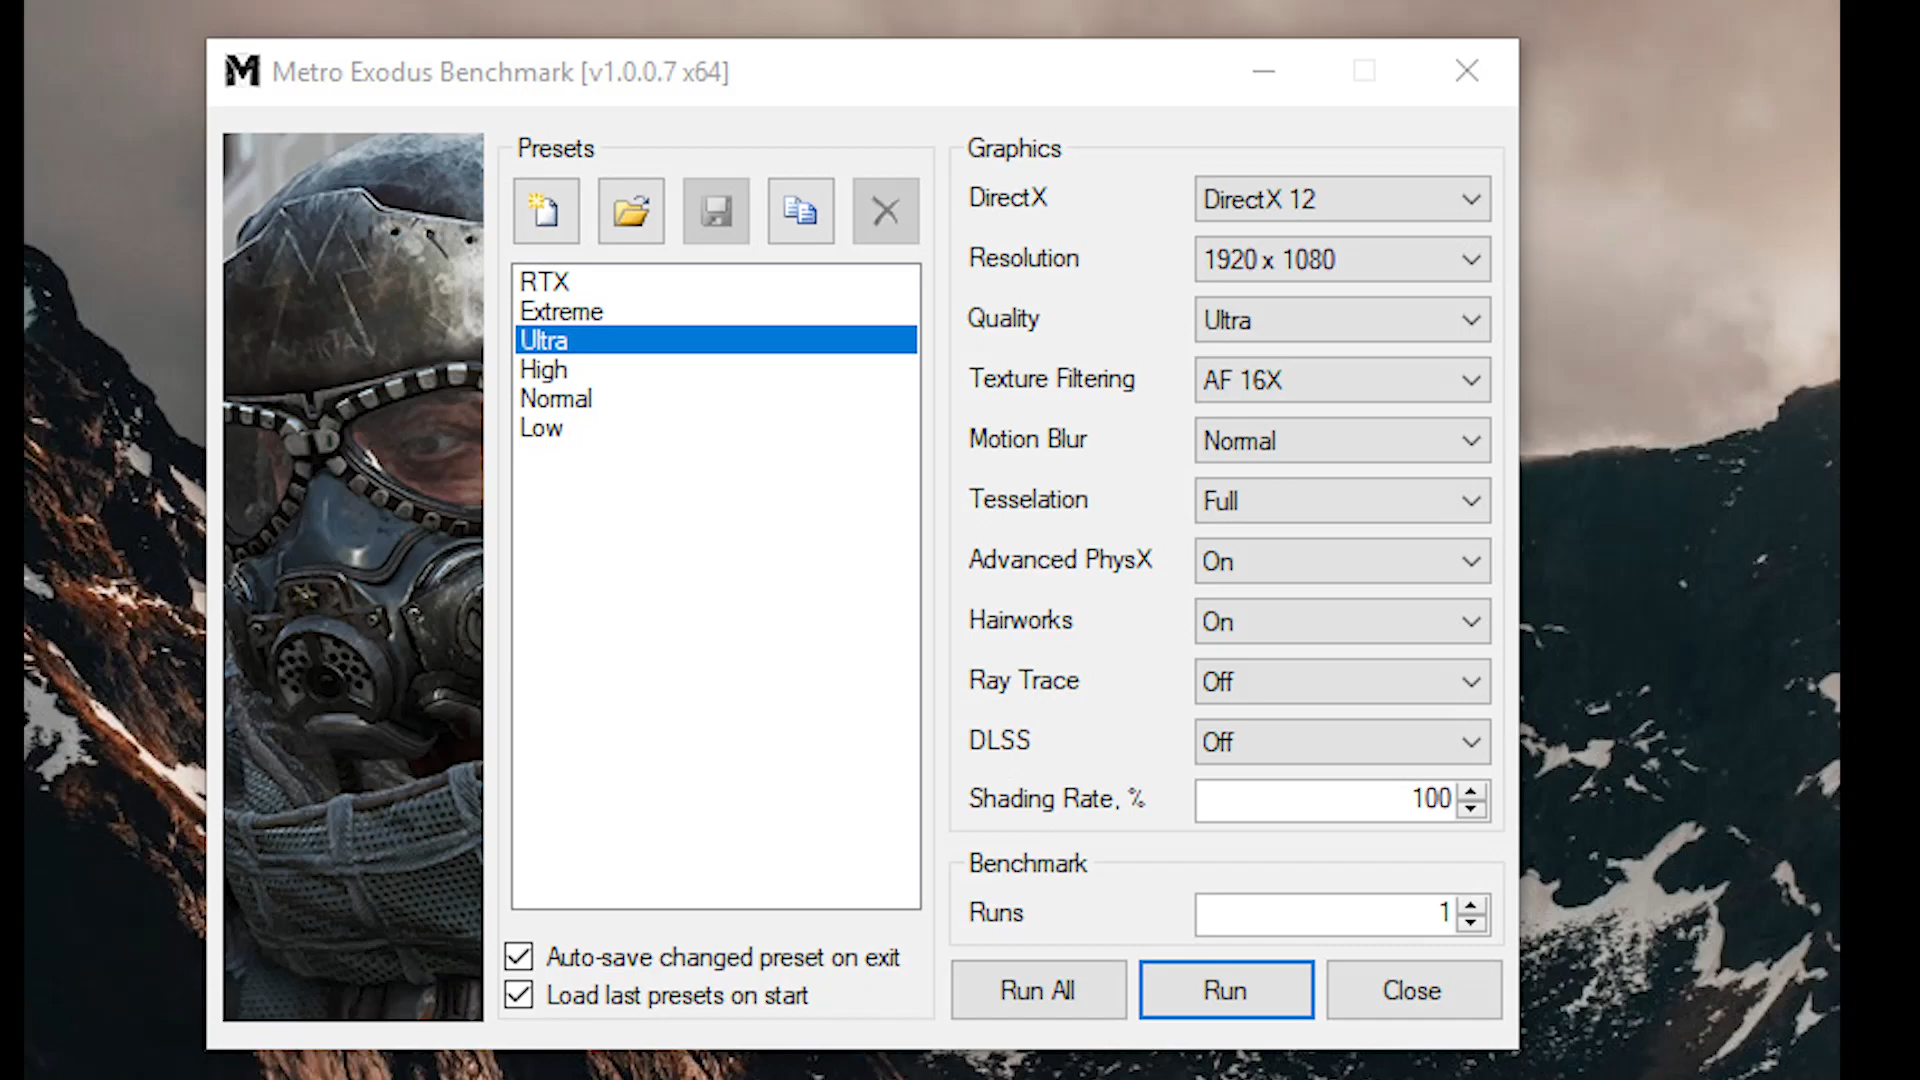 Metro Exodus Benchmark [v1.0.0.7 x64]
Presets
RTX
Extreme
Ultra
High
Normal
Low
Auto-save changed preset on exit
Load last presets on start
Graphics
DirectX DirectX 12
Resolution 1920 x 1080
Quality Ultra
Texture Filtering AF 16X
Motion Blur Normal
Tesselation Full
Advanced PhysX On
Hairworks On
Ray Trace Off
DLSS Off
Shading Rate, % 100
Benchmark
Runs 1
Run All Run Close